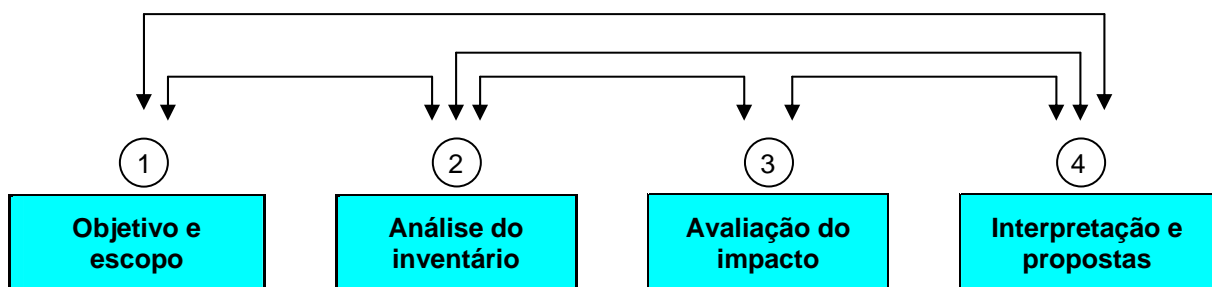 1
2
3
4
Objetivo e
escopo
Análise do
inventário
Avaliação do
impacto
Interpretação e
propostas